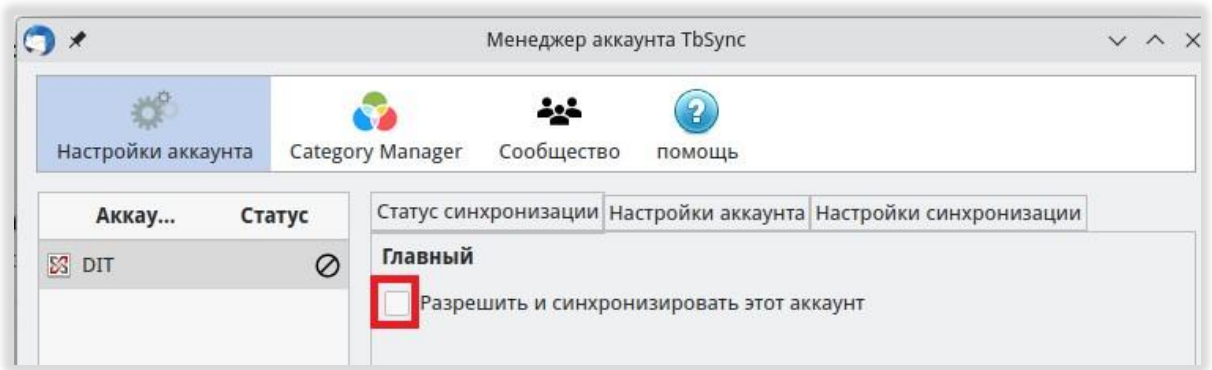 Менеджер аккаунта TbSync
Настройки аккаунта Category Manager Сообщество помощь
Аккау... Статус
Статус синхронизации Настройки аккаунта Настройки синхронизации
DIT
Главный
Разрешить и синхронизировать этот аккаунт